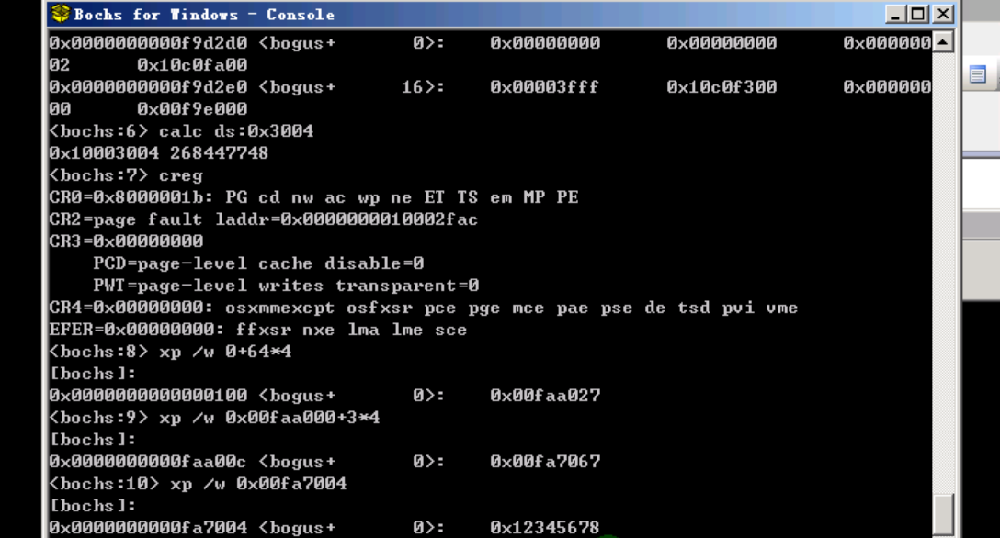 Bochs for Windows - Console
0x0000000000f9d2d0 <bogus+       0>:    0x00000000      0x00000000      0x000000
02      0x10c0fa00
0x0000000000f9d2e0 <bogus+      16>:    0x00003fff      0x10c0f300      0x000000
00      0x00f9e000
<bochs:6> calc ds:0x3004
0x10003004 268447748
<bochs:7> creg
CR0=0x8000001b: PG cd nw ac wp ne ET TS em MP PE
CR2=page fault laddr=0x0000000010002fac
CR3=0x00000000
    PCD=page-level cache disable=0
    PWT=page-level writes transparent=0
CR4=0x00000000: osxmmexcpt osfxsr pce pge mce pae pse de tsd pvi vme
EFER=0x00000000: ffxsr nxe lma lme sce
<bochs:8> xp /w 0+64*4
[bochs]:
0x0000000000000100 <bogus+       0>:    0x00faa027
<bochs:9> xp /w 0x00faa000+3*4
[bochs]:
0x0000000000faa00c <bogus+       0>:    0x00fa7067
<bochs:10> xp /w 0x00fa7004
[bochs]:
0x0000000000fa7004 <bogus+       0>:    0x12345678